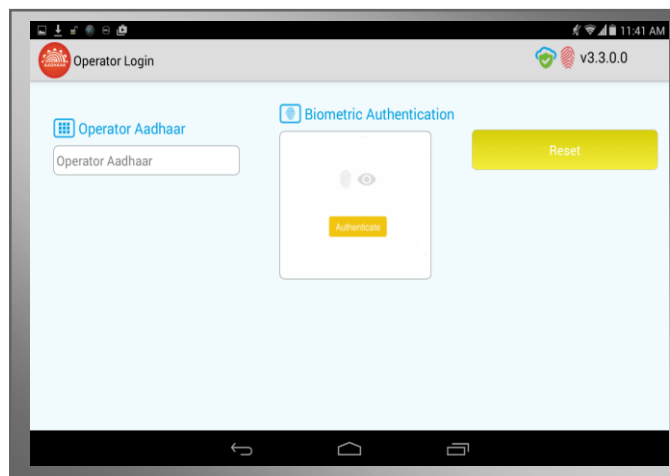 11:41 AM
Operator Login
v3.3.0.0
Operator Aadhaar
Operator Aadhaar
Biometric Authentication
Authenticate
Reset